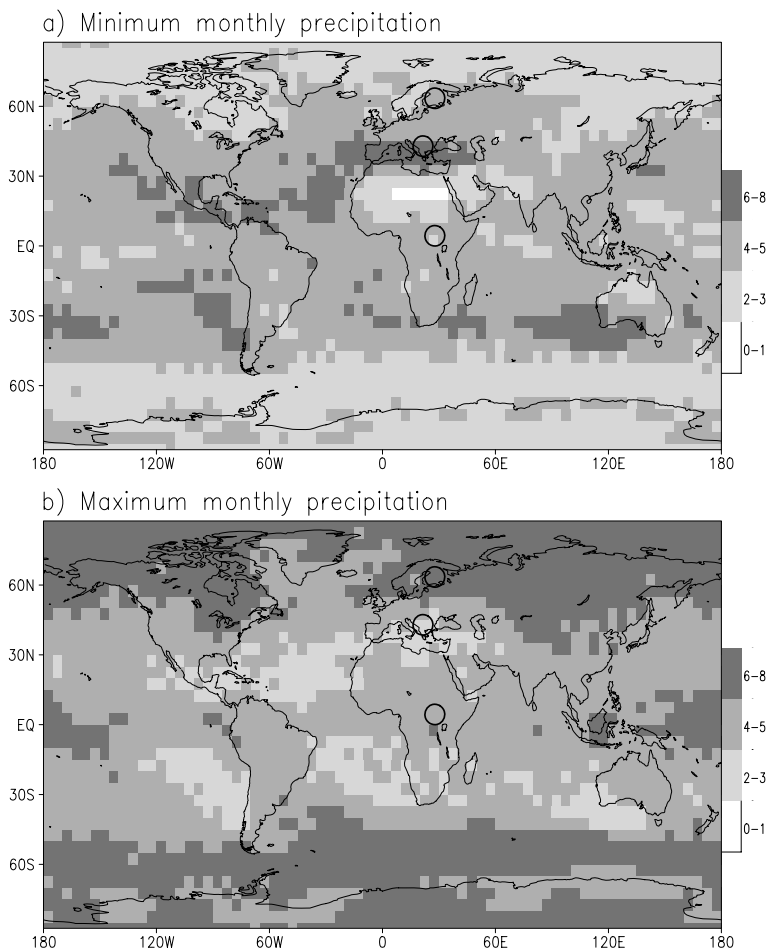 a) Minimum monthly precipitation
60N
30N
EQ
30S
60S
180 120W 60W 0 60E 120E 180
6-8
4-5
2-3
0-1
b) Maximum monthly precipitation
60N
30N
EQ
30S
60S
180 120W 60W 0 60E 120E 180
6-8
4-5
2-3
0-1